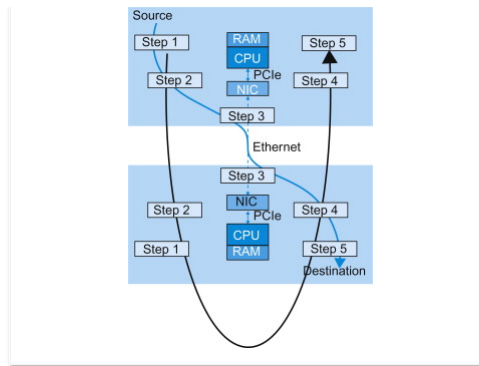 Source
Step 1
RAM
CPU
Step 5
PCIe
Step 2
NIC
Step 4
Step 3
Ethernet
Step 3
Step 2
NIC
Step 4
PCIe
Step 1
CPU
Step 5
RAM
Destination